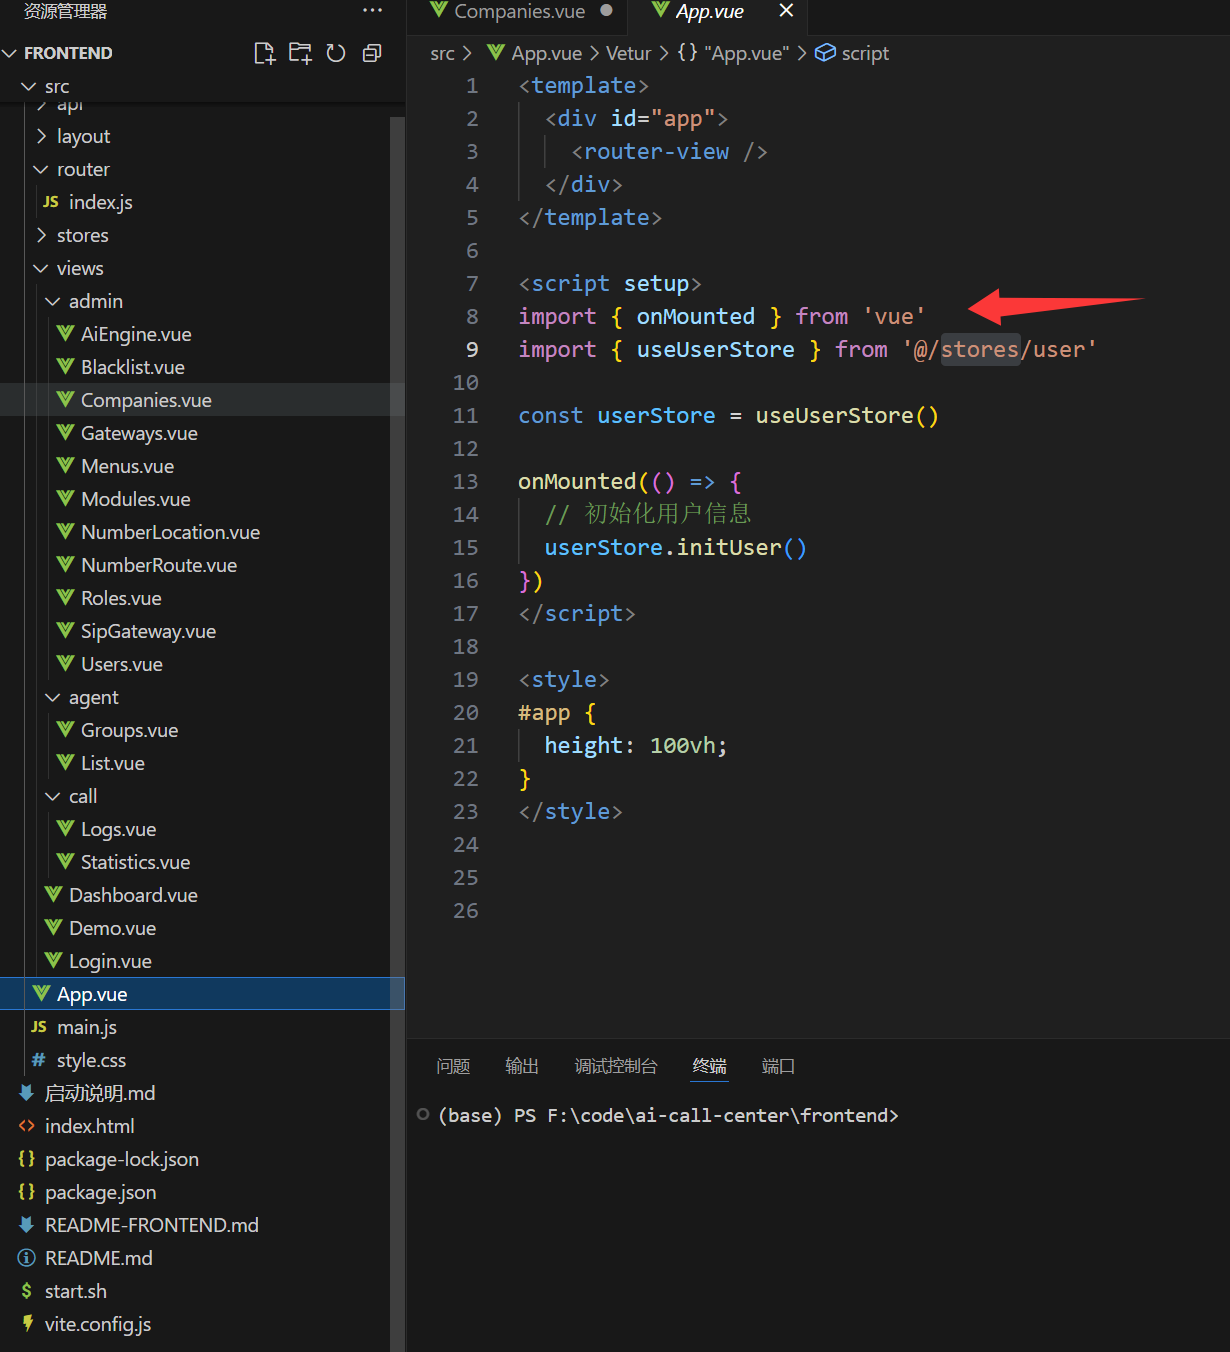 资源管理器 ···
FRONTEND
src
api
layout
router
JS index.js
stores
views
admin
AiEngine.vue
Blacklist.vue
Companies.vue
Gateways.vue
Menus.vue
Modules.vue
NumberLocation.vue
NumberRoute.vue
Roles.vue
SipGateway.vue
Users.vue
agent
Groups.vue
List.vue
call
Logs.vue
Statistics.vue
Dashboard.vue
Demo.vue
Login.vue
App.vue
JS main.js
# style.css
启动说明.md
<> index.html
{} package-lock.json
{} package.json
README-FRONTEND.md
README.md
$ start.sh
vite.config.js
Companies.vue ● App.vue ×
src > App.vue > Vetur > {} "App.vue" > script
1 <template>
2 <div id="app">
3 <router-view />
4 </div>
5 </template>
6
7 <script setup>
8 import { onMounted } from 'vue'
9 import { useUserStore } from '@/stores/user'
10
11 const userStore = useUserStore()
12
13 onMounted(() => {
14 // 初始化用户信息
15 userStore.initUser()
16 })
17 </script>
18
19 <style>
20 #app {
21 height: 100vh;
22 }
23 </style>
24
25
26
问题 输出 调试控制台 终端 端口
(base) PS F:\code\ai-call-center\frontend>